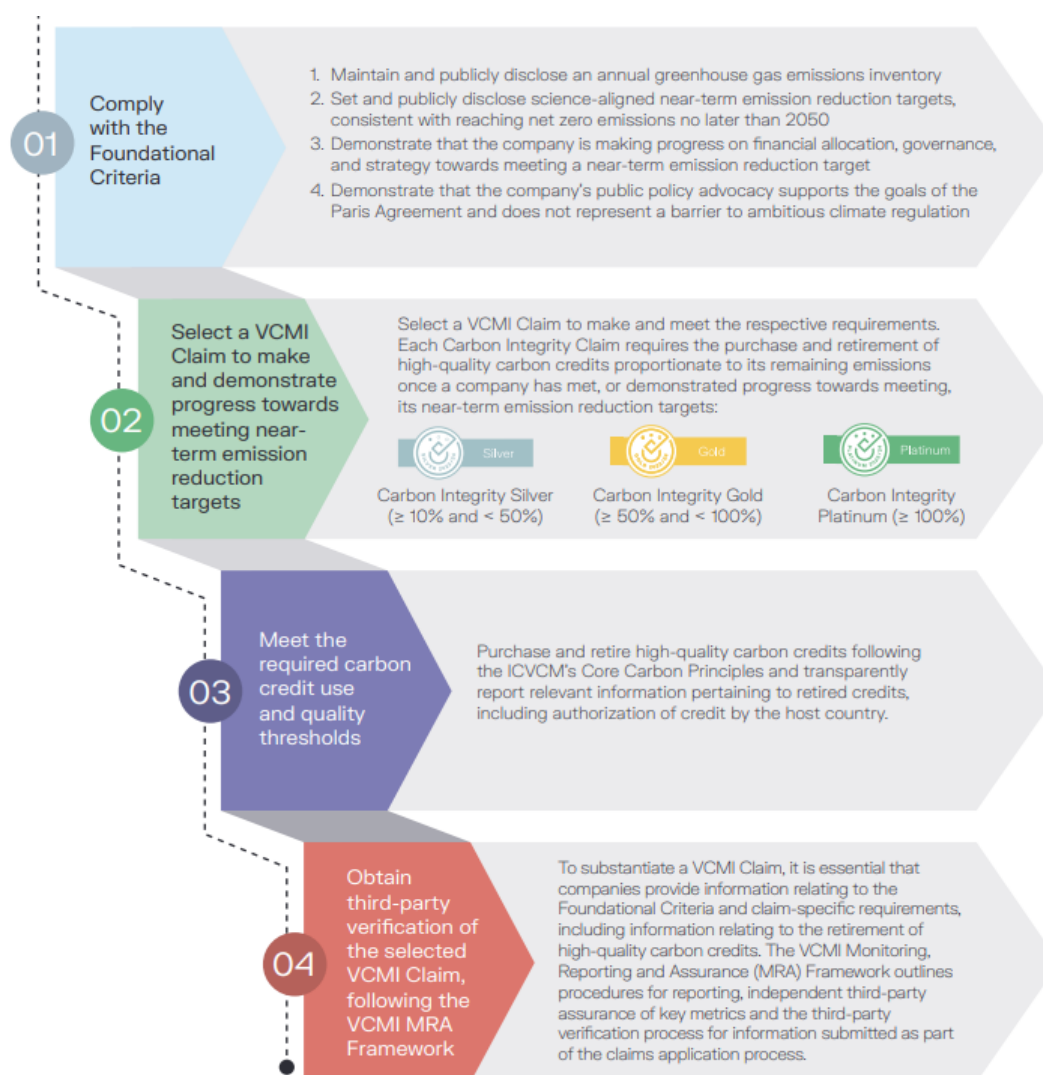 01
Comply
with the
Foundational
Criteria
1. Maintain and publicly disclose an annual greenhouse gas emissions inventory
2. Set and publicly disclose science-aligned near-term emission reduction targets,
consistent with reaching net zero emissions no later than 2050
3. Demonstrate that the company is making progress on financial allocation, governance,
and strategy towards meeting a near-term emission reduction target
4. Demonstrate that the company's public policy advocacy supports the goals of the
Paris Agreement and does not represent a barrier to ambitious climate regulation
02
Select a VCMI
Claim to make
and demonstrate
progress towards
meeting near-
term emission
reduction
targets
Select a VCMI Claim to make and meet the respective requirements.
Each Carbon Integrity Claim requires the purchase and retirement of
high-quality carbon credits proportionate to its remaining emissions
once a company has met, or demonstrated progress towards meeting,
its near-term emission reduction targets:
Silver
Gold
Platinum
Carbon Integrity Silver
(≥ 10% and < 50%)
Carbon Integrity Gold
(≥ 50% and < 100%)
Carbon Integrity
Platinum (≥ 100%)
03
Meet the
required carbon
credit use
and quality
thresholds
Purchase and retire high-quality carbon credits following
the ICVCM's Core Carbon Principles and transparently
report relevant information pertaining to retired credits,
including authorization of credit by the host country.
04
Obtain
third-party
verification of
the selected
VCMI Claim,
following the
VCMI MRA
Framework
To substantiate a VCMI Claim, it is essential that
companies provide information relating to the
Foundational Criteria and claim-specific requirements,
including information relating to the retirement of
high-quality carbon credits. The VCMI Monitoring,
Reporting and Assurance (MRA) Framework outlines
procedures for reporting, independent third-party
assurance of key metrics and the third-party
verification process for information submitted as part
of the claims application process.